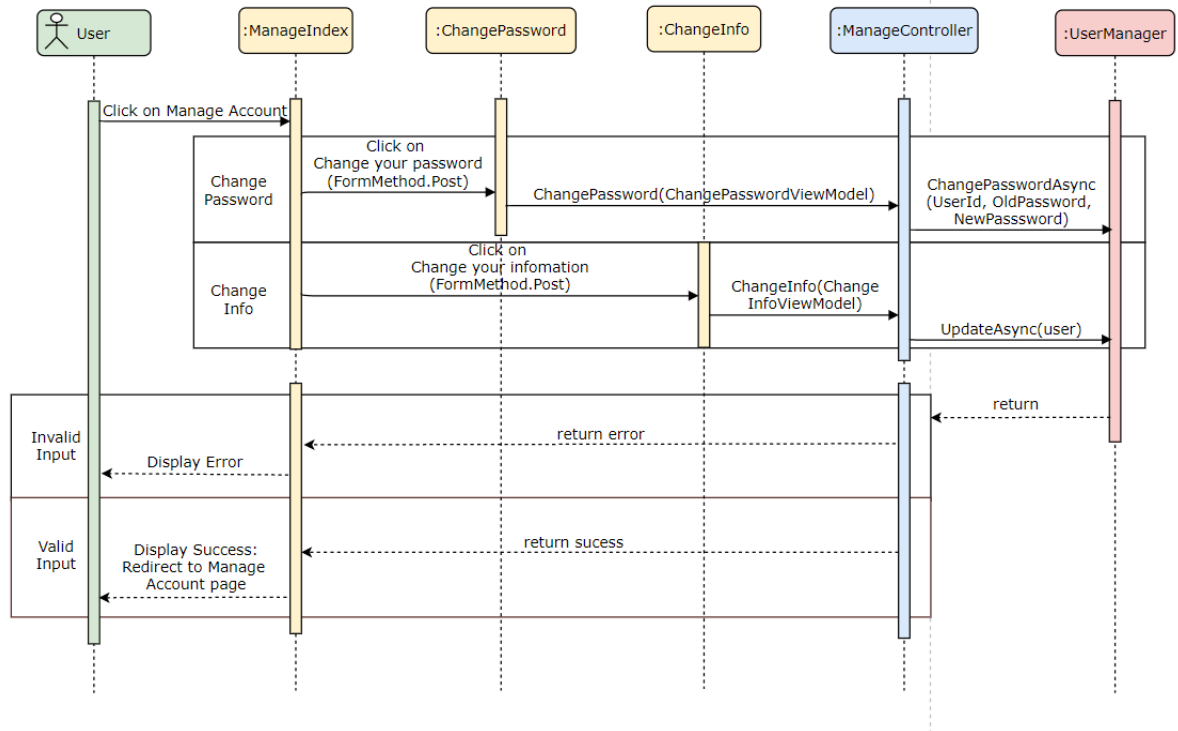 User
:ManageIndex
:ChangePassword
:ChangeInfo
:ManageController
:UserManager
Click on Manage Account
Change
Password
Click on
Change your password
(FormMethod.Post)
ChangePassword(ChangePasswordViewModel)
ChangePasswordAsync
(UserId, OldPassword,
NewPasssword)
Change
Info
Click on
Change your infomation
(FormMethod.Post)
ChangeInfo(Change
InfoViewModel)
UpdateAsync(user)
return
Invalid
Input
return error
Display Error
Valid
Input
return sucess
Display Success:
Redirect to Manage
Account page